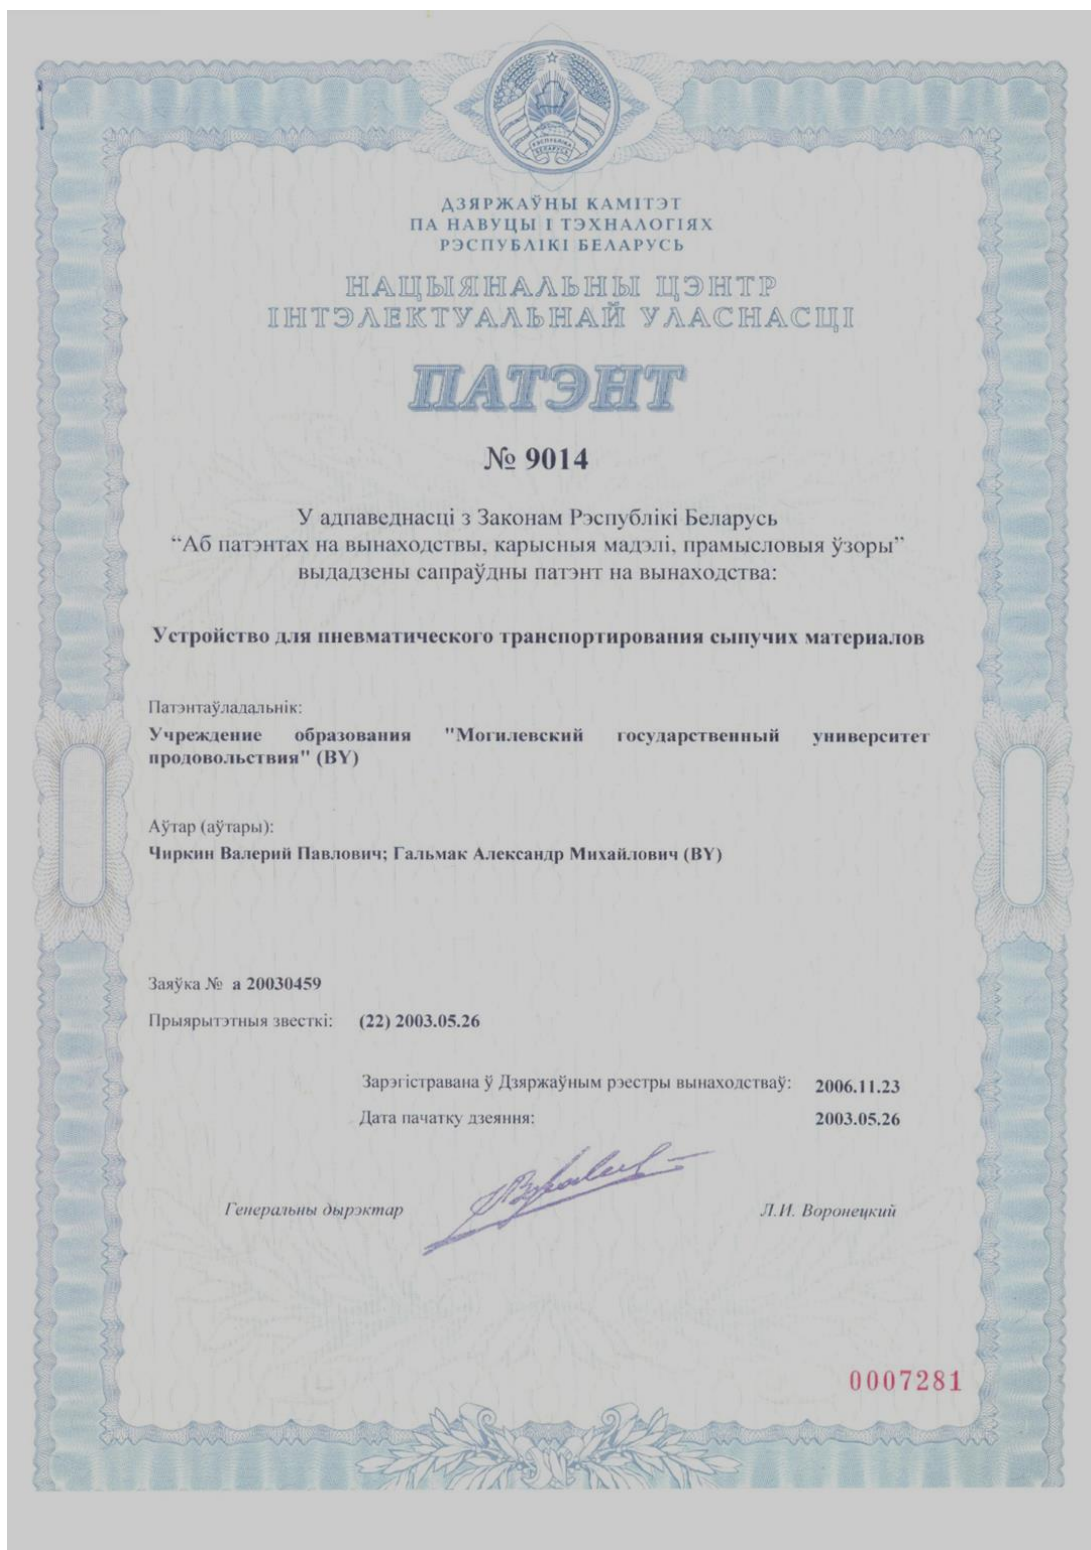 ДЗЯРЖАЎНЫ КАМІТЭТ
ПА НАВУЦЫ І ТЭХНАЛОГІЯХ
РЭСПУБЛІКІ БЕЛАРУСЬ
НАЦЫЯНАЛЬНЫ ЦЭНТР
ІНТЭЛЕКТУАЛЬНАЙ УЛАСНАСЦІ
ПАТЭНТ
№ 9014
У адпаведнасці з Законам Рэспублікі Беларусь
“Аб патэнтах на вынаходствы, карысныя мадэлі, прамысловыя ўзоры”
выдадзены сапраўдны патэнт на вынаходства:
Устройство для пневматического транспортирования сыпучих материалов
Патэнтаўладальнік:
Учреждение образования "Могилевский государственный университет
продовольствия" (BY)
Аўтар (аўтары):
Чиркин Валерий Павлович; Гальмак Александр Михайлович (BY)
Заяўка № а 20030459
Прыярытэтныя звесткі: (22) 2003.05.26
Зарэгістравана ў Дзяржаўным рэестры вынаходстваў: 2006.11.23
Дата пачатку дзеяння: 2003.05.26
Генеральны дырэктар Л.И. Воронецкий
0007281